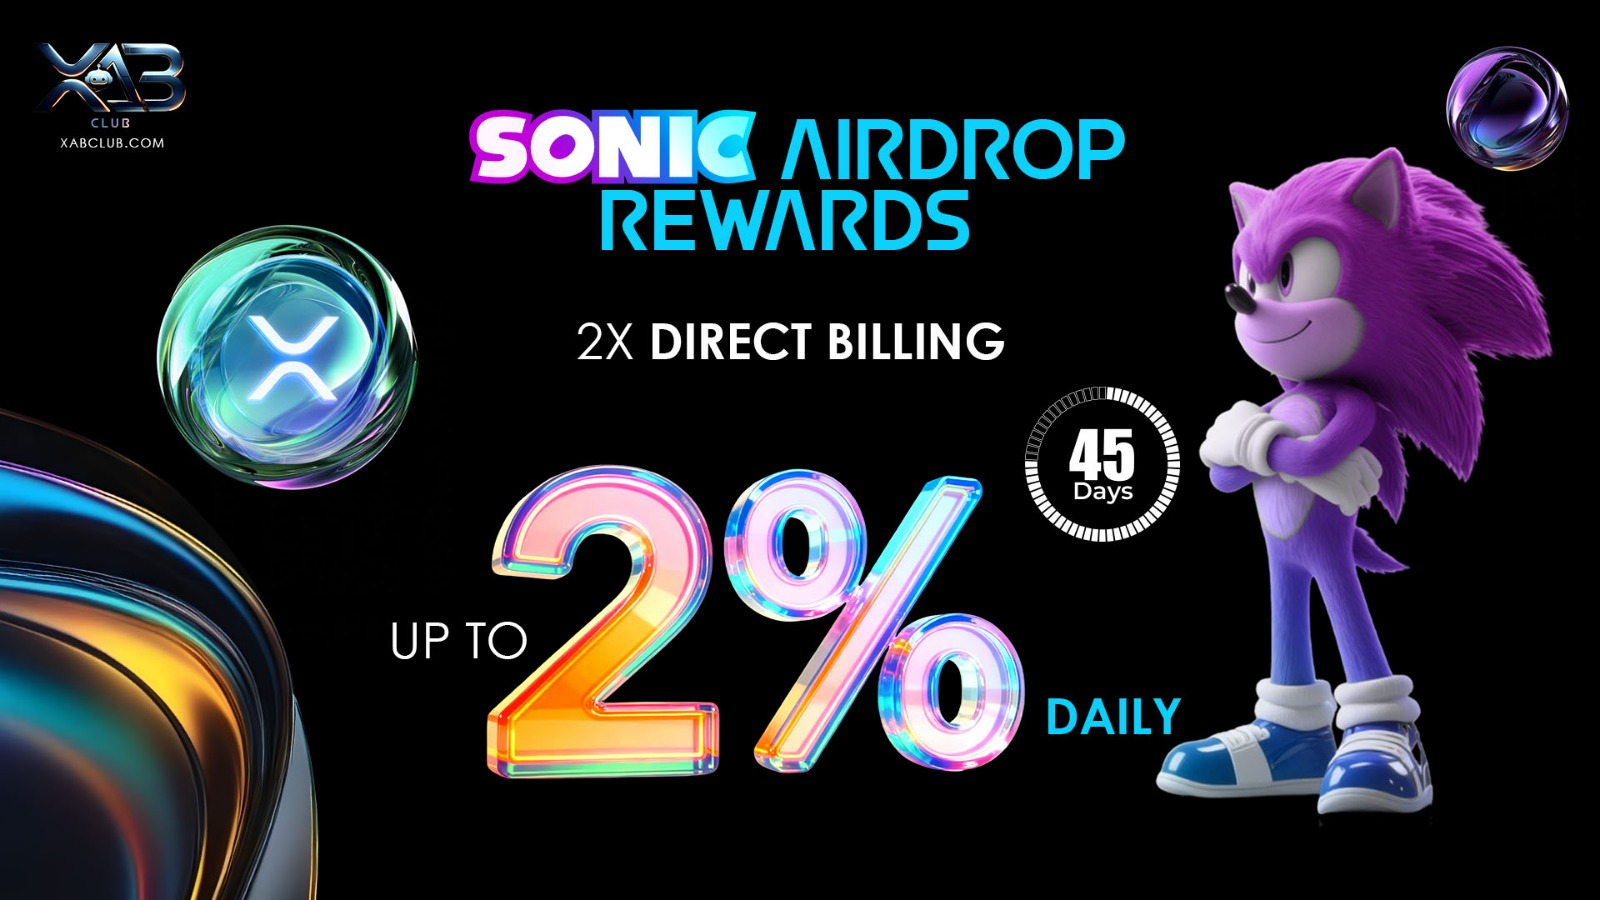 XAB
CLUB
XABCLUB.COM
SONIC AIRDROP
REWARDS
2X DIRECT BILLING
45
Days
UP TO 2% DAILY